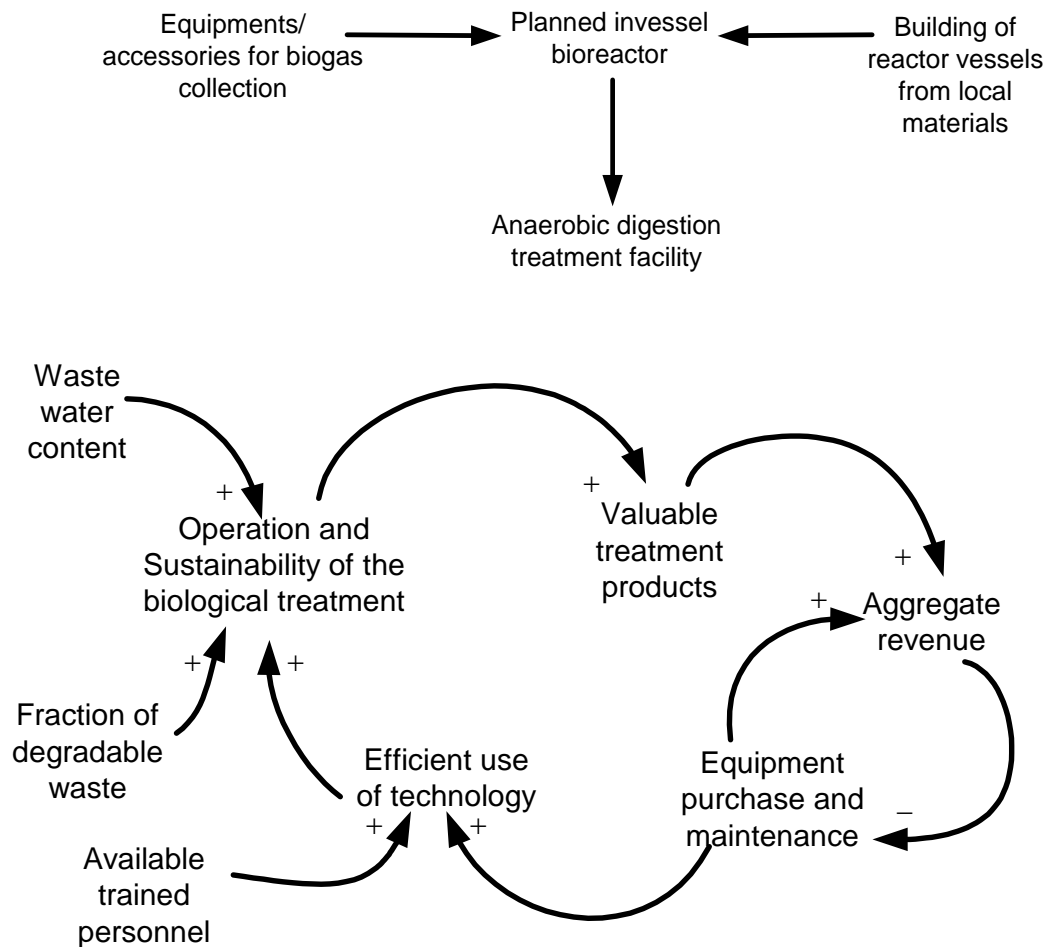 Equipments/
accessories for biogas
collection
Planned invessel
bioreactor
Building of
reactor vessels
from local
materials
Anaerobic digestion
treatment facility
Waste
water
content
+
Operation and
Sustainability of the
biological treatment
+
Valuable
treatment
products
+
Aggregate
revenue
+
+
+
Fraction of
degradable
waste
Efficient use
of technology
+
+
Equipment
purchase and
maintenance
−
Available
trained
personnel